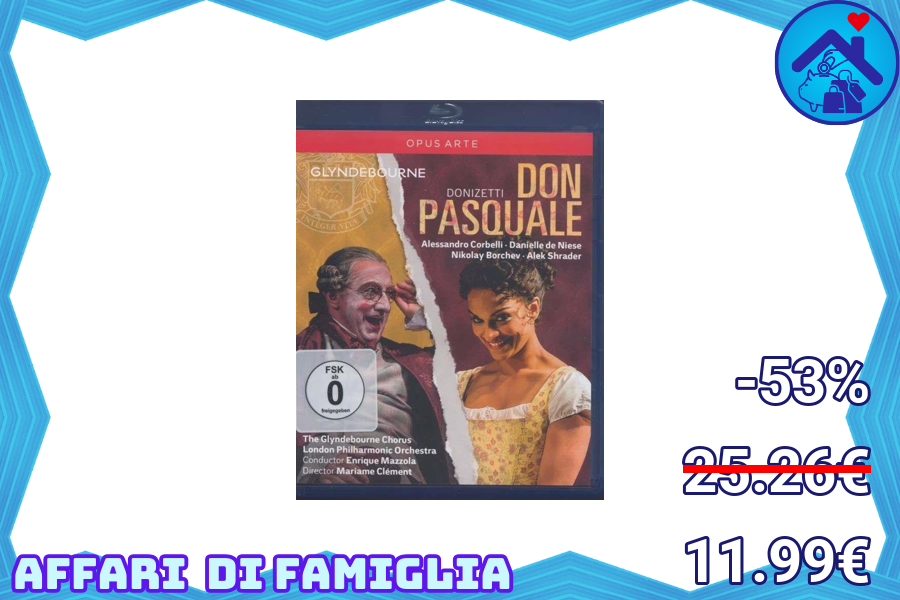 OPUS ARTE
GLYNDEBOURNE
DONIZETTI
DON
PASQUALE
Alessandro Corbelli · Danielle de Niese
Nikolay Borchev · Alek Shrader
FSK
ab
0
freigegeben
The Glyndebourne Chorus
London Philharmonic Orchestra
Conductor Enrique Mazzola
Director Mariame Clément
-53%
25.26€
11.99€
AFFARI DI FAMIGLIA